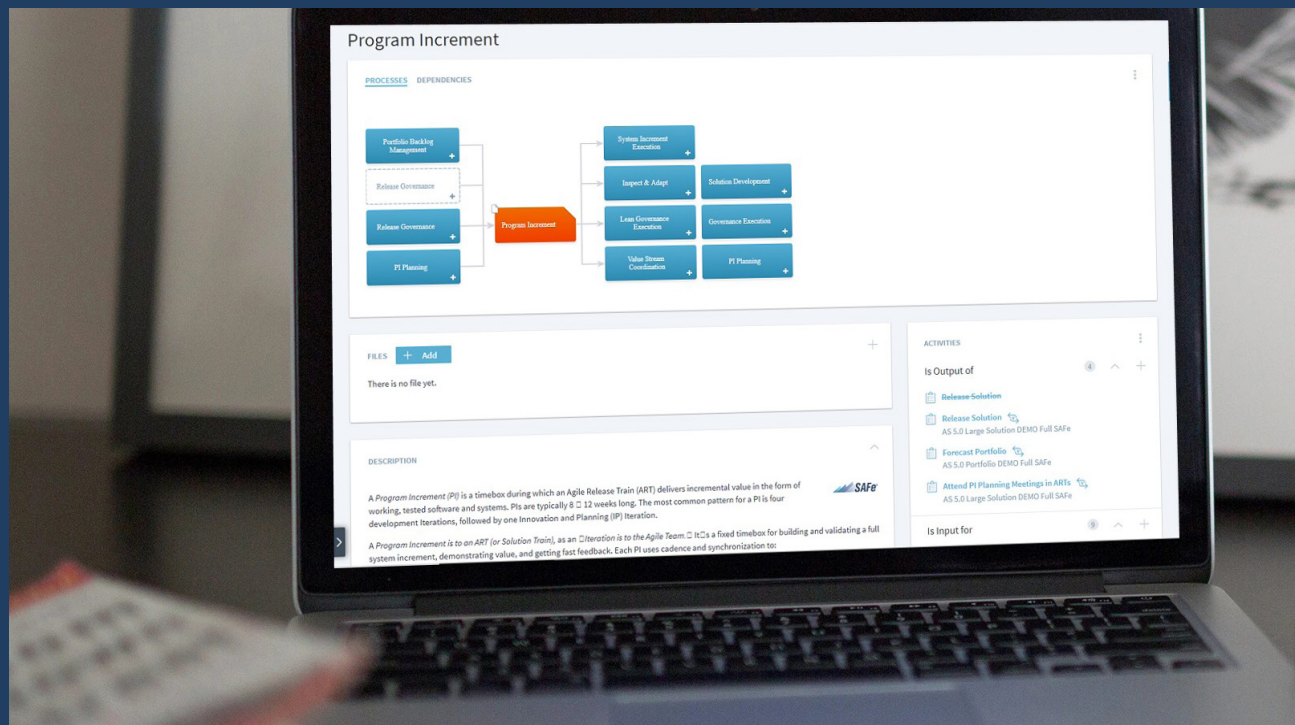 Program Increment
PROCESSES DEPENDENCIES
Portfolio Backlog
Management
Release Governance
Release Governance
PI Planning
Program Increment
System Increment
Execution
Inspect & Adapt
Lean Governance
Execution
Value Stream
Coordination
Solution Development
Governance Execution
PI Planning
FILES + Add
There is no file yet.
DESCRIPTION
A Program Increment (PI) is a timebox during which an Agile Release Train (ART) delivers incremental value in the form of
working, tested software and systems. PIs are typically 8 □ 12 weeks long. The most common pattern for a PI is four
development Iterations, followed by one Innovation and Planning (IP) Iteration.
SAFe
A Program Increment is to an ART (or Solution Train), as an □Iteration is to the Agile Team.□ It□s a fixed timebox for building and validating a full
system increment, demonstrating value, and getting fast feedback. Each PI uses cadence and synchronization to:
ACTIVITIES
Is Output of 4
Release Solution
Release Solution
AS 5.0 Large Solution DEMO Full SAFe
Forecast Portfolio
AS 5.0 Portfolio DEMO Full SAFe
Attend PI Planning Meetings in ARTs
AS 5.0 Large Solution DEMO Full SAFe
Is Input for 9